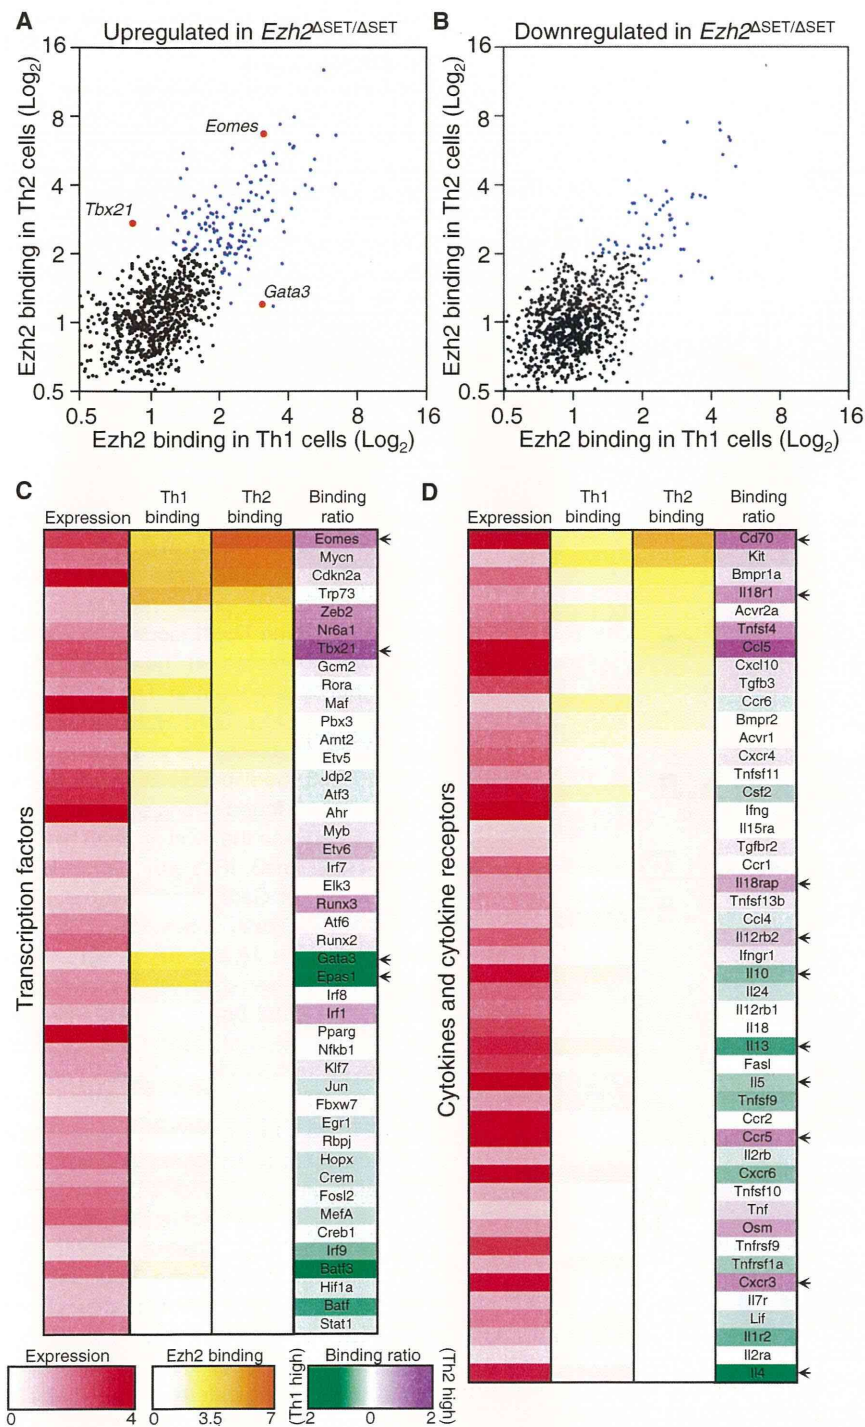 A
Upregulated in Ezh2ΔSET/ΔSET
Ezh2 binding in Th2 cells (Log2)
16
8
4
2
1
0.5
Eomes
Tbx21
Gata3
0.5 1 2 4 8 16
Ezh2 binding in Th1 cells (Log2)
B
Downregulated in Ezh2ΔSET/ΔSET
Ezh2 binding in Th2 cells (Log2)
16
8
4
2
1
0.5
0.5 1 2 4 8 16
Ezh2 binding in Th1 cells (Log2)
C
Expression
Th1 binding
Th2 binding
Binding ratio
Transcription factors
Eomes
Mycn
Cdkn2a
Trp73
Zeb2
Nr6a1
Tbx21
Gcm2
Rora
Maf
Pbx3
Arnt2
Etv5
Jdp2
Atf3
Ahr
Myb
Etv6
Irf7
Elk3
Runx3
Atf6
Runx2
Gata3
Epas1
Irf8
Irf1
Pparg
Nfkb1
Klf7
Jun
Fbxw7
Egr1
Rbpj
Hopx
Crem
Fosl2
MefA
Creb1
Irf9
Batf3
Hif1a
Batf
Stat1
D
Expression
Th1 binding
Th2 binding
Binding ratio
Cytokines and cytokine receptors
Cd70
Kit
Bmpr1a
Il18r1
Acvr2a
Tnfsf4
Ccl5
Cxcl10
Tgfb3
Ccr6
Bmpr2
Acvr1
Cxcr4
Tnfsf11
Csf2
Ifng
Il15ra
Tgfbr2
Ccr1
Il18rap
Tnfsf13b
Ccl4
Il12rb2
Ifngr1
Il10
Il24
Il12rb1
Il18
Il13
Fasl
Il5
Tnfsf9
Ccr2
Ccr5
Il2rb
Cxcr6
Tnfsf10
Tnf
Osm
Tnfrsf9
Tnfrsf1a
Cxcr3
Il7r
Lif
Il1r2
Il2ra
Il4
Expression
0 4
Ezh2 binding
0 3.5 7
Binding ratio
(Th1 high)
-2 0 2
(Th2 high)